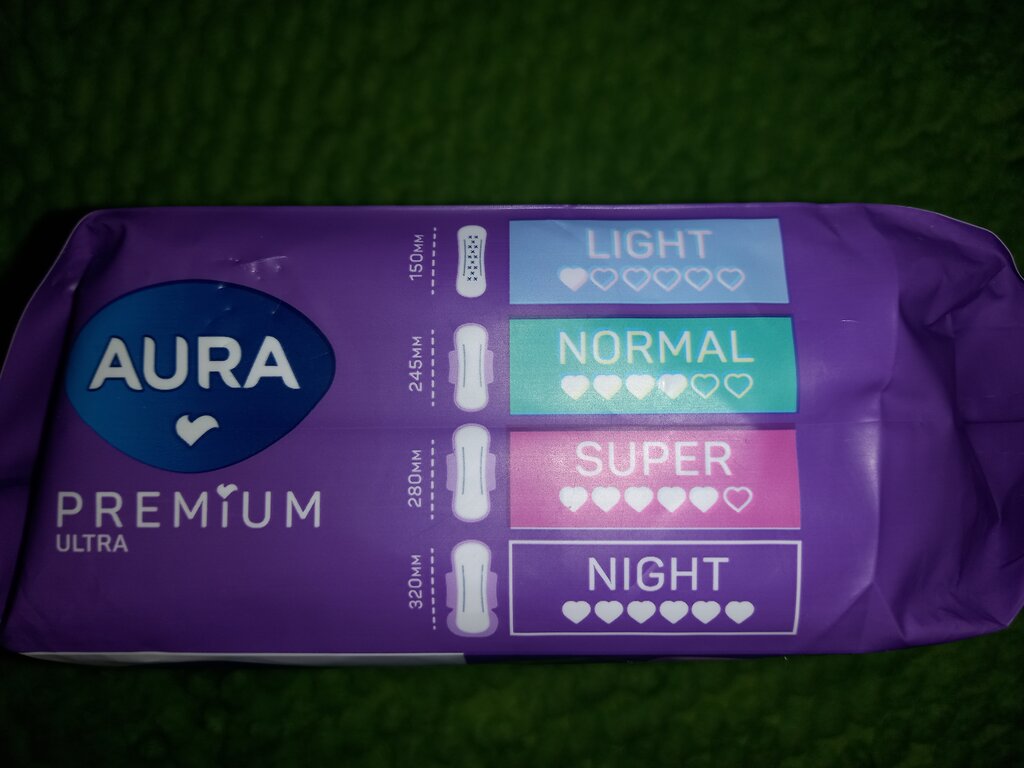 AURA
PREMIUM
ULTRA
150мм
LIGHT
245мм
NORMAL
280мм
SUPER
320мм
NIGHT